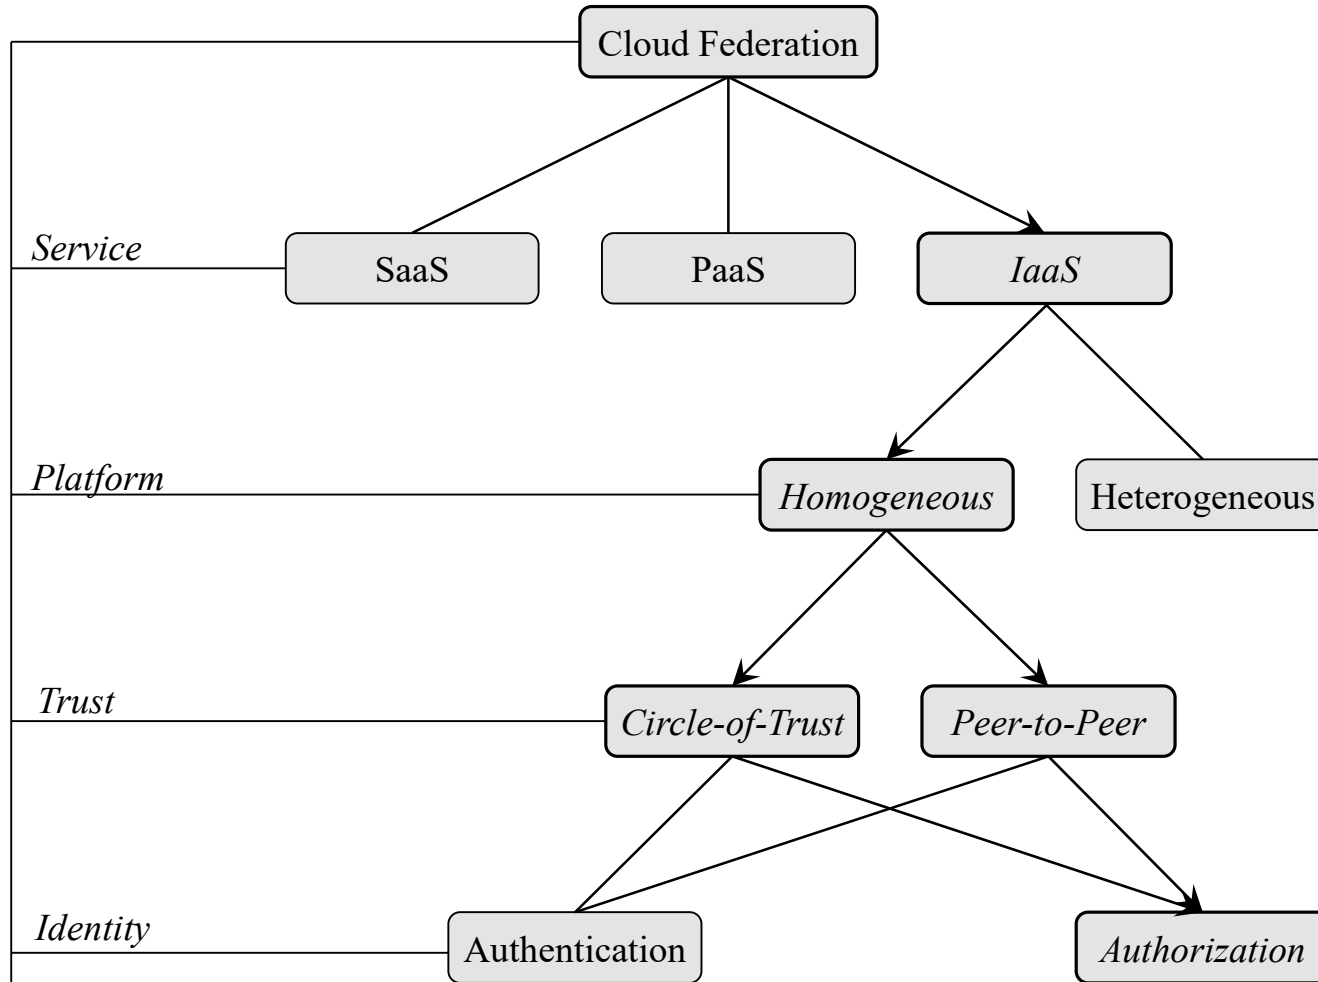 Cloud Federation
Service
SaaS
PaaS
IaaS
Platform
Homogeneous
Heterogeneous
Trust
Circle-of-Trust
Peer-to-Peer
Identity
Authentication
Authorization